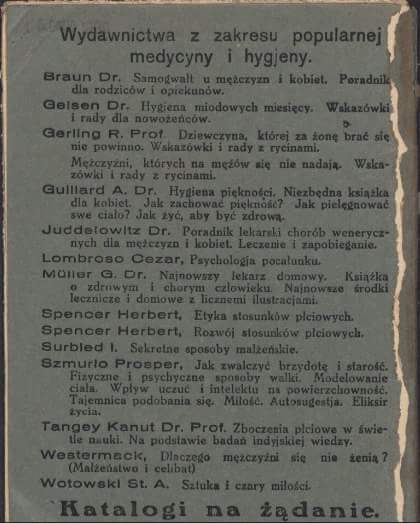 Wydawnictwa z zakresu popularnej
medycyny i hygjeny.
Braun Dr. Samogwałt u mężczyzn i kobiet. Poradnik
dla rodziców i opiekunów.
Gelsen Dr. Hygjena miodowych miesięcy. Wskazówki
i rady dla nowożeńców.
Gerling R. Prof. Dziewczyna, której za żonę brać się
nie powinno. Wskazówki i rady z rycinami.
Mężczyźni, których na mężów się nie nadają. Wska-
zówki i rady z rycinami.
Gulllard A. Dr. Hygjena piękności. Niezbędna książka
dla kobiet. Jak zachować piękność? Jak pielęgnować
swe ciało? Jak żyć, aby być zdrową.
Juddelowitz Dr. Poradnik lekarski chorób wenerycz-
nych dla mężczyzn i kobiet. Leczenie i zapobieganie.
Lombroso Cezar, Psychologja pocałunku.
Müller G. Dr. Najnowszy lekarz domowy. Książka
o zdrowym i chorym człowieku. Najnowsze środki
lecznicze i domowe z licznemi ilustracjami.
Spencer Herbert, Etyka stosunków płciowych.
Spencer Herbert, Rozwój stosunków płciowych.
Surbled I. Sekretne sposoby małżeńskie.
Szmurło Prosper, Jak zwalczyć brzydotę i starość.
Fizyczne i psychyczne sposoby walki. Modelowanie
ciała. Wpływ uczuć i intelektu na powierzchowność.
Tajemnica podobania się. Miłość. Autosugestja. Eliksir
życia.
Tangey Kanut Dr. Prof. Zboczenia płciowe w świe-
tle nauki. Na podstawie badań indyjskiej wiedzy.
Westermack, Dlaczego mężczyźni się nie żenią?
(Małżeństwo i celibat)
Wotowski St. A. Sztuka i czary miłości.
Katalogi na żądanie.